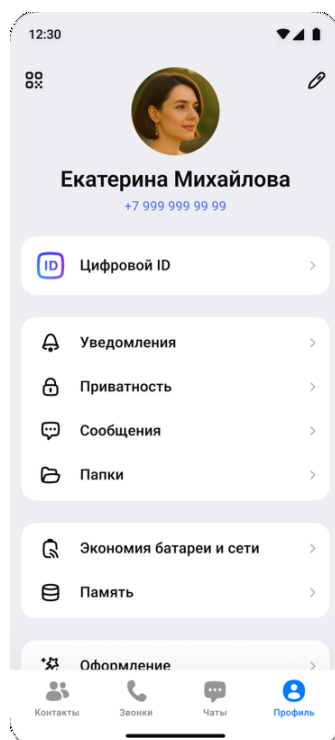 12:30
Екатерина Михайлова
+7 999 999 99 99
ID Цифровой ID
Уведомления
Приватность
Сообщения
Папки
Экономия батареи и сети
Память
Оформление
Контакты Звонки Чаты Профиль